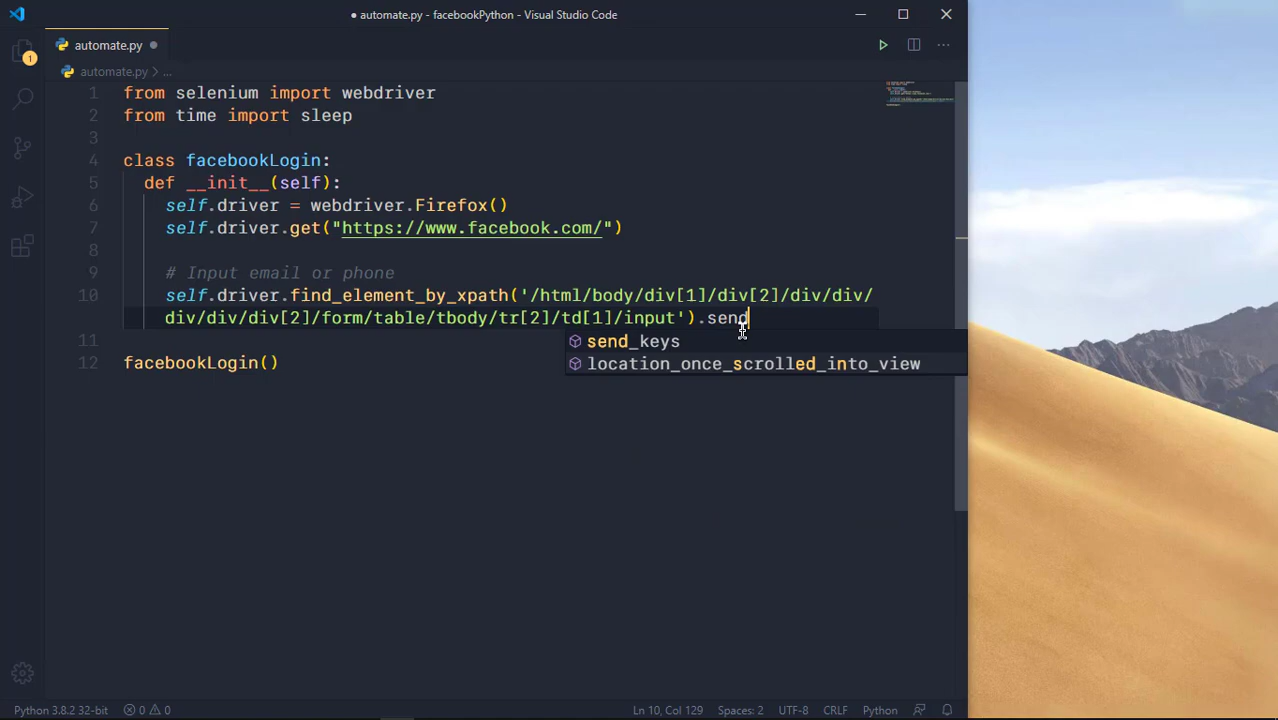 automate.py - facebookPython - Visual Studio Code
automate.py
1
automate.py > ...
1 from selenium import webdriver
2 from time import sleep
3
4 class facebookLogin:
5 def __init__(self):
6 self.driver = webdriver.Firefox()
7 self.driver.get("https://www.facebook.com/")
8
9 # Input email or phone
10 self.driver.find_element_by_xpath('/html/body/div[1]/div[2]/div/div/
div/div/div[2]/form/table/tbody/tr[2]/td[1]/input').send
send_keys
11
location_once_scrolled_into_view
12 facebookLogin()
Python 3.8.2 32-bit 0 0 Ln 10, Col 129 Spaces: 2 UTF-8 CRLF Python